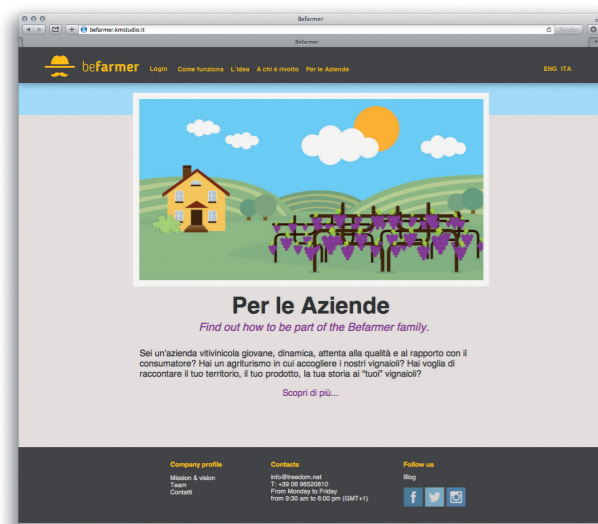 Befarmer
befarmer.kmstudio.it
Reader
Befarmer
befarmer
Login Come funziona L'idea A chi è rivolto Per le Aziende
ENG ITA
Per le Aziende
Find out how to be part of the Befarmer family.
Sei un'azienda vitivinicola giovane, dinamica, attenta alla qualità e al rapporto con il
consumatore? Hai un agriturismo in cui accogliere i nostri vignaioli? Hai voglia di
raccontare il tuo territorio, il tuo prodotto, la tua storia ai "tuoi" vignaioli?
Scopri di più...
Company profile
Mission & vision
Team
Contatti
Contacts
info@treedom.net
T: +39 06 96520810
From Monday to Friday
from 9:30 am to 6:00 pm (GMT+1)
Follow us
Blog